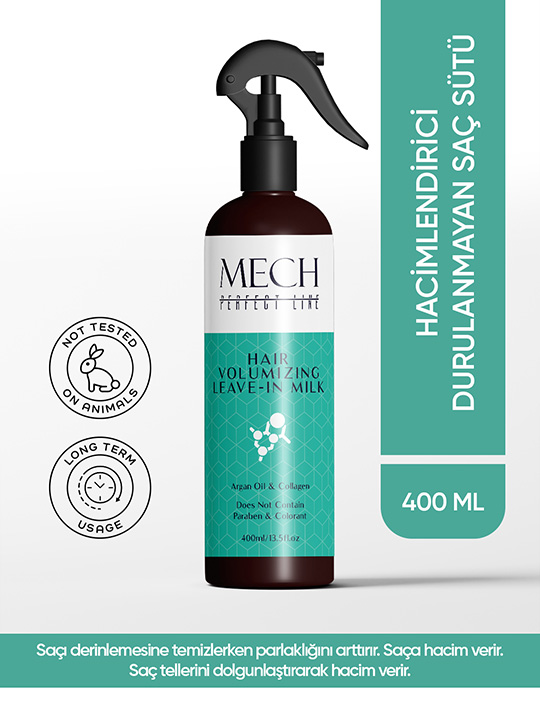 MECH
PERFECT LINE
HAIR
VOLUMIZING
LEAVE-IN MILK
Argan Oil & Collagen
Does Not Contain
Paraben & Colorant
400ml/13.5fl.oz
NOT TESTED
ON ANIMALS
LONG TERM
USAGE
HACİMLENDİRİCİ
DURULANMAYAN SAÇ SÜTÜ
400 ML
Saçı derinlemesine temizlerken parlaklığını arttırır. Saça hacim verir.
Saç tellerini dolgunlaştırarak hacim verir.